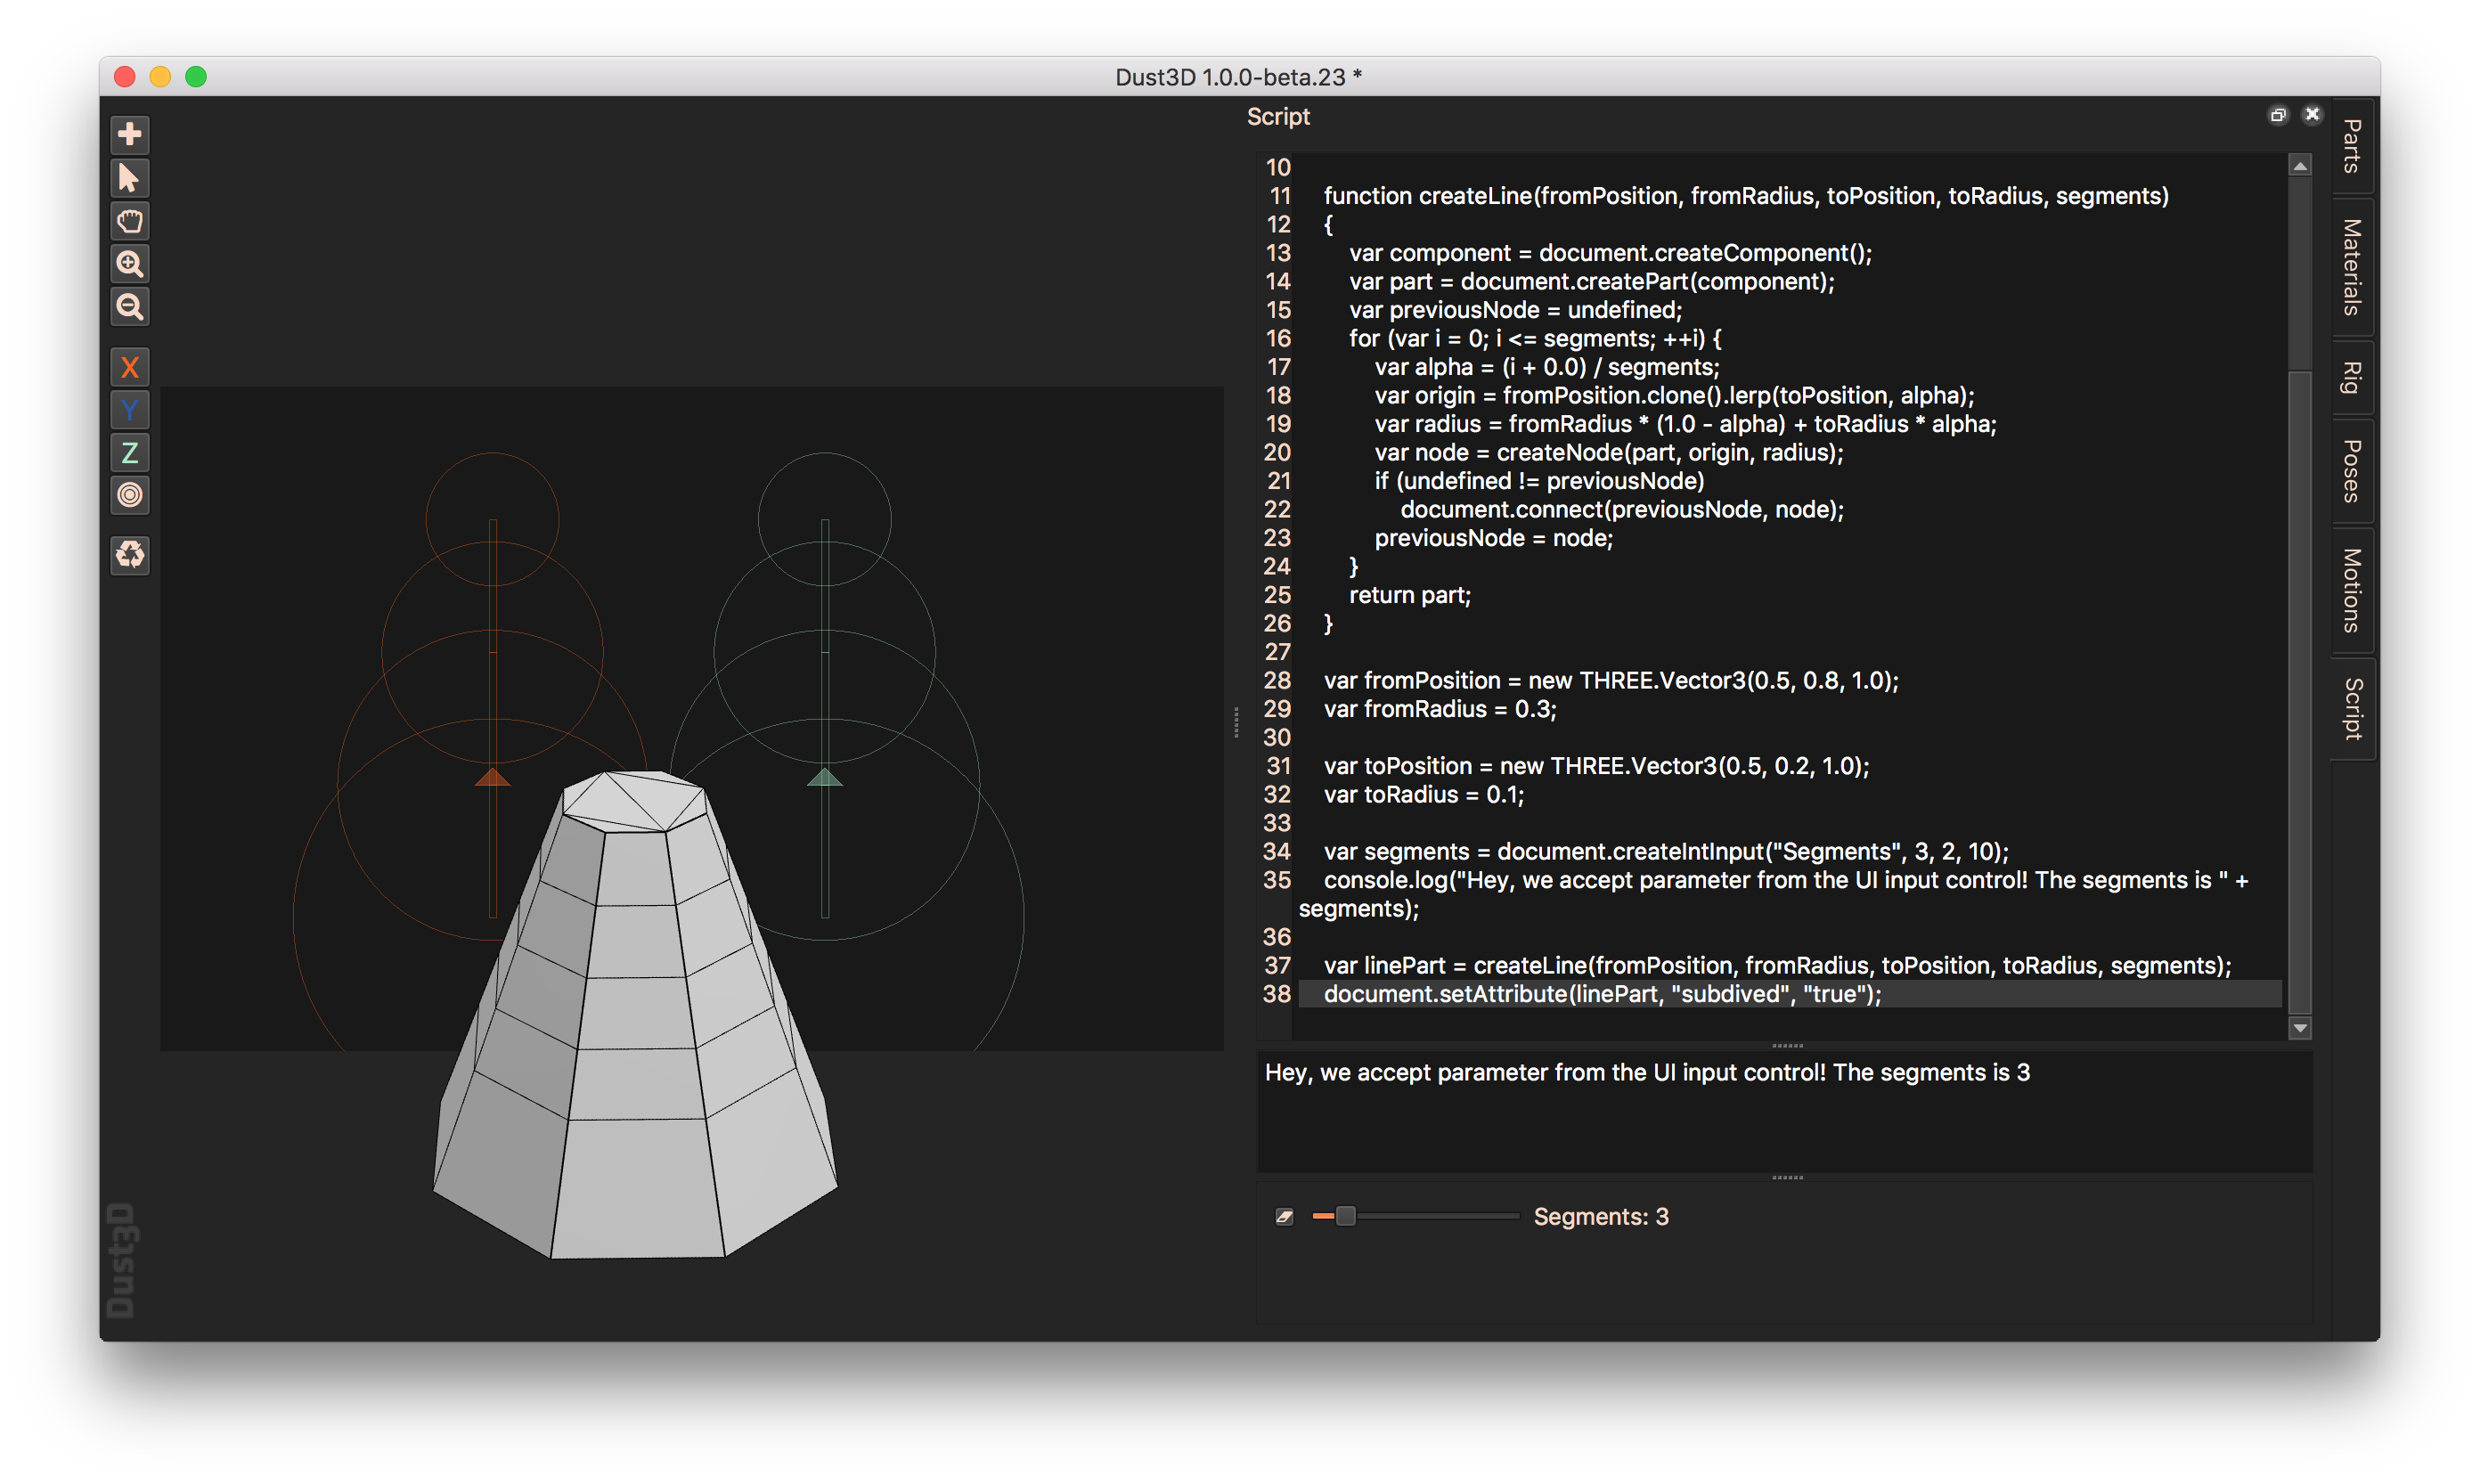 Dust3D 1.0.0-beta.23 *
Script
X
Y
Z
10
11 function createLine(fromPosition, fromRadius, toPosition, toRadius, segments)
12 {
13 var component = document.createComponent();
14 var part = document.createPart(component);
15 var previousNode = undefined;
16 for (var i = 0; i <= segments; ++i) {
17 var alpha = (i + 0.0) / segments;
18 var origin = fromPosition.clone().lerp(toPosition, alpha);
19 var radius = fromRadius * (1.0 - alpha) + toRadius * alpha;
20 var node = createNode(part, origin, radius);
21 if (undefined != previousNode)
22 document.connect(previousNode, node);
23 previousNode = node;
24 }
25 return part;
26 }
27
28 var fromPosition = new THREE.Vector3(0.5, 0.8, 1.0);
29 var fromRadius = 0.3;
30
31 var toPosition = new THREE.Vector3(0.5, 0.2, 1.0);
32 var toRadius = 0.1;
33
34 var segments = document.createIntInput("Segments", 3, 2, 10);
35 console.log("Hey, we accept parameter from the UI input control! The segments is " +
segments);
36
37 var linePart = createLine(fromPosition, fromRadius, toPosition, toRadius, segments);
38 document.setAttribute(linePart, "subdived", "true");
Hey, we accept parameter from the UI input control! The segments is 3
Segments: 3
Parts
Materials
Rig
Poses
Motions
Script
Dust3D